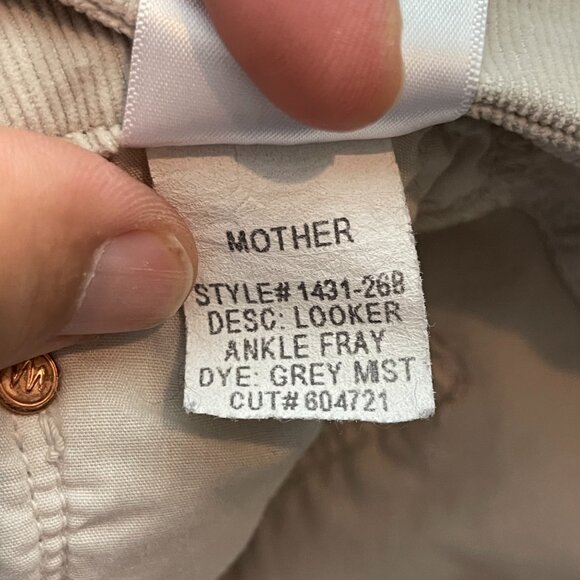 MOTHER
STYLE# 1431-268
DESC: LOOKER
ANKLE FRAY
DYE: GREY MIST
CUT# 604721